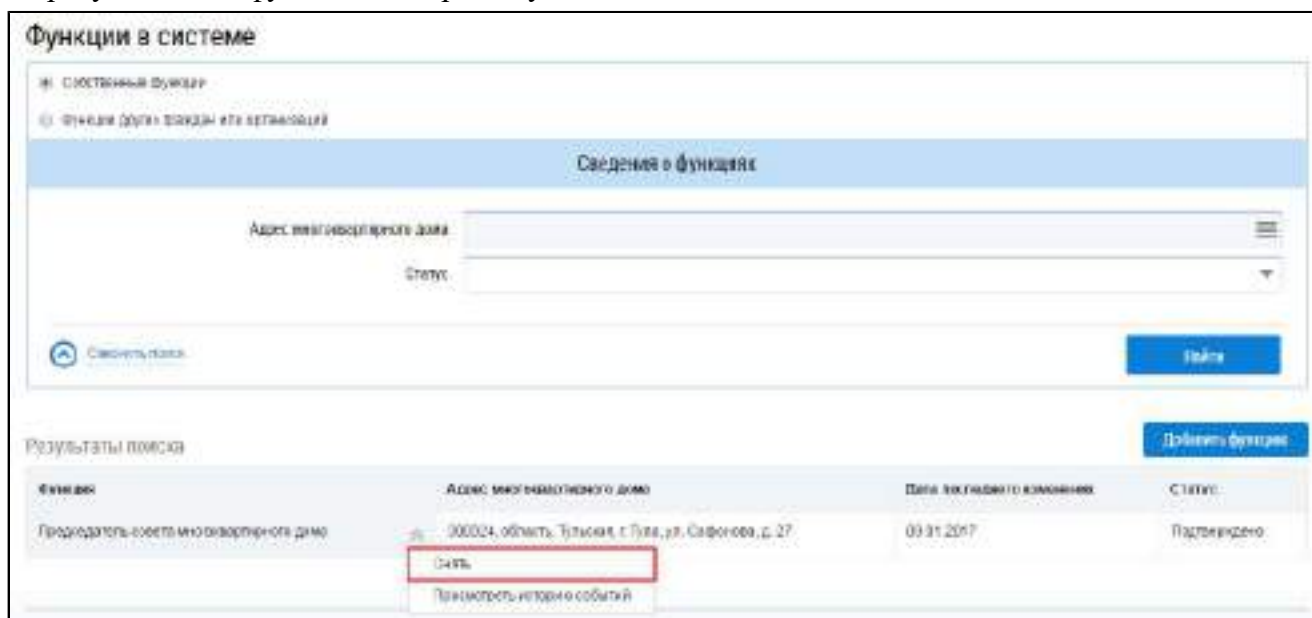 Функции в системе
Собственные функции
Функции других граждан или организаций
Сведения о функциях
Адрес многоквартирного дома
Статус
Свернуть поиск
Найти
Результаты поиска
Добавить функцию
Функция Адрес многоквартирного дома Дата последнего изменения Статус
Председатель совета многоквартирного дома область, Тульская, г. Тула, ул. Сафонова, д. 27 09.01.2017 Подтверждено
Снять
Просмотреть историю событий